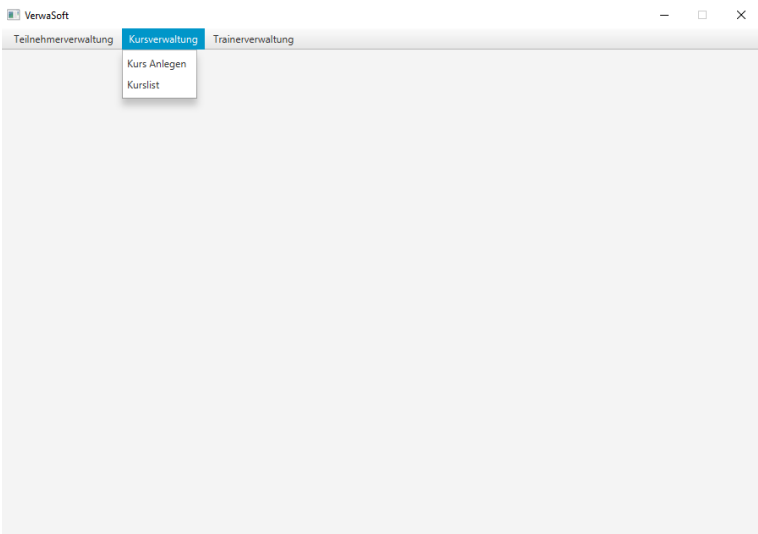 VerwaSoft
Teilnehmerverwaltung Kursverwaltung Trainerverwaltung
Kurs Anlegen
Kurslist